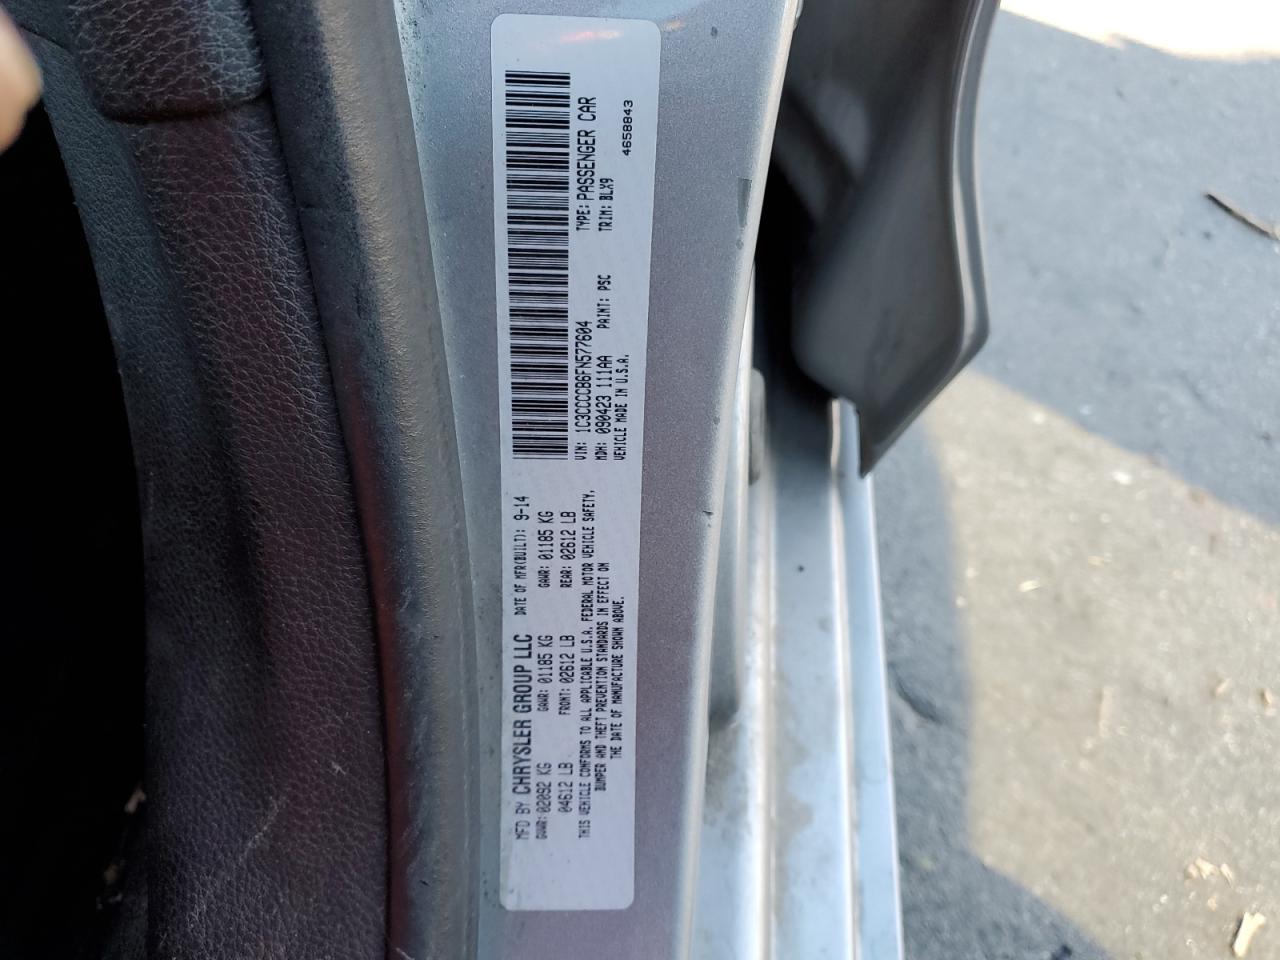 MFD BY CHRYSLER GROUP LLC DATE OF MFR(BUILT): 9-14
GVWR: 02092 KG GAWR: 01185 KG GAWR: 01185 KG
04612 LB FRONT: 02612 LB REAR: 02612 LB
THIS VEHICLE CONFORMS TO ALL APPLICABLE U.S.A. FEDERAL MOTOR VEHICLE SAFETY,
BUMPER AND THEFT PREVENTION STANDARDS IN EFFECT ON
THE DATE OF MANUFACTURE SHOWN ABOVE.
VIN: 1C3CCCCB6FN577604 TYPE: PASSENGER CAR
MDH: 090423 111AA PAINT: PSC TRIM: BLX9
VEHICLE MADE IN U.S.A.
4658843